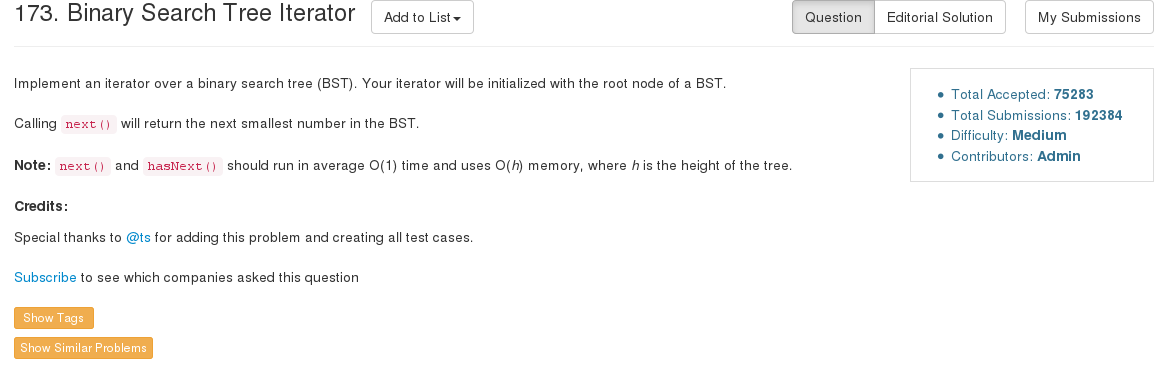 173. Binary Search Tree Iterator
Add to List
Question
Editorial Solution
My Submissions
Implement an iterator over a binary search tree (BST). Your iterator will be initialized with the root node of a BST.
Calling next() will return the next smallest number in the BST.
Note: next() and hasNext() should run in average O(1) time and uses O(h) memory, where h is the height of the tree.
Credits:
Special thanks to @ts for adding this problem and creating all test cases.
Subscribe to see which companies asked this question
Show Tags
Show Similar Problems
Total Accepted: 75283
Total Submissions: 192384
Difficulty: Medium
Contributors: Admin